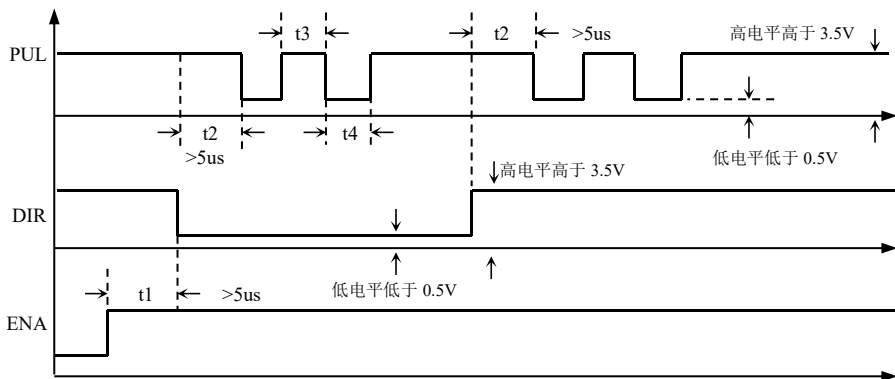 t3
t2
>5us
高电平高于 3.5V
PUL
t2
t4
>5us
低电平低于 0.5V
高电平高于 3.5V
DIR
低电平低于 0.5V
t1
>5us
ENA